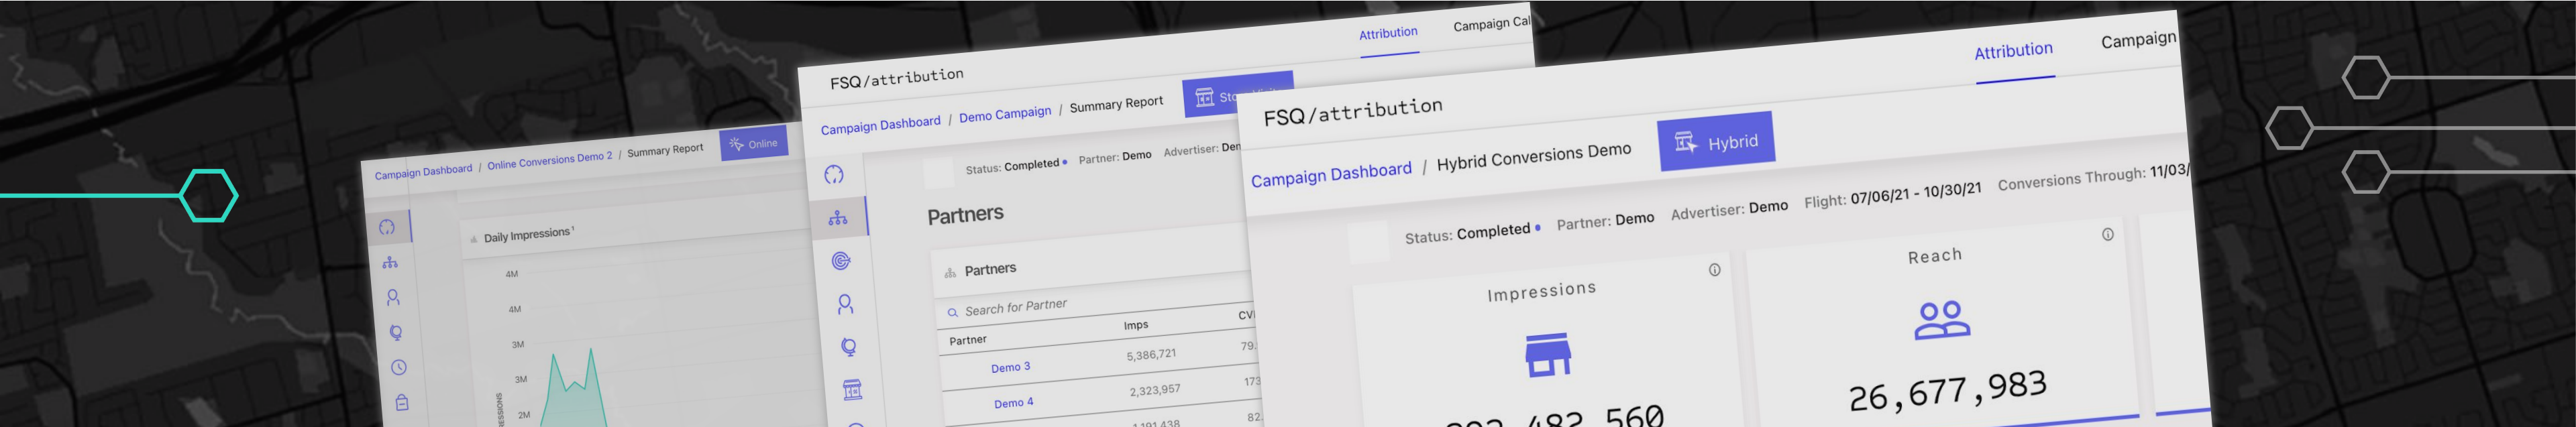 Campaign Dashboard / Online Conversions Demo 2 / Summary Report
Online
Daily Impressions ¹
4M
4M
3M
3M
2M
FSQ/attribution
Attribution
Campaign
Campaign Dashboard / Demo Campaign / Summary Report
Status: Completed • Partner: Demo Advertiser:
Partners
Partners
Search for Partner
Partner Imps
Demo 3 5,386,721
Demo 4 2,323,957
FSQ/attribution
Attribution
Campaign
Campaign Dashboard / Hybrid Conversions Demo
Hybrid
Status: Completed • Partner: Demo Advertiser: Demo Flight: 07/06/21 - 10/30/21 Conversions Through: 11/03/
Impressions
Reach
26,677,983